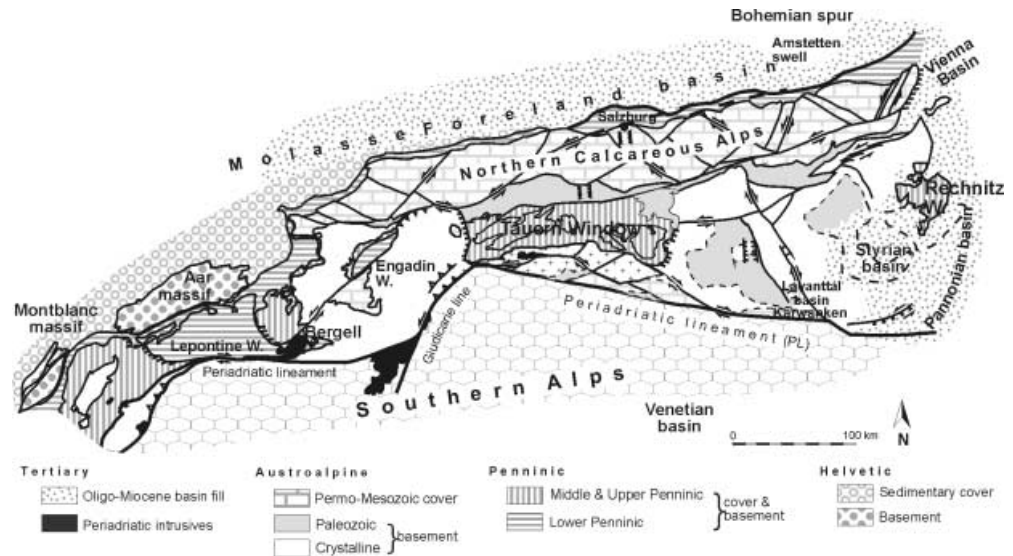 Bohemian spur
Amstetten
swell
Vienna
Basin
Molasse Foreland basin
Salzburg
Northern Calcareous Alps
Rechnitz
Tauern Window
Styrian
basin
Pannonian basin
Engadin
W.
Aar
massif
Lavanttal
basin
Karwanken
Montblanc
massif
Bergell
Giudicarie line
Periadriatic lineament (PL)
Lepontine W.
Periadriatic lineament
Southern Alps
Venetian
basin
0 100 km
N
Tertiary
Oligo-Miocene basin fill
Periadriatic intrusives
Austroalpine
Permo-Mesozoic cover
Paleozoic
Crystalline
basement
Penninic
Middle & Upper Penninic
Lower Penninic
cover &
basement
Helvetic
Sedimentary cover
Basement